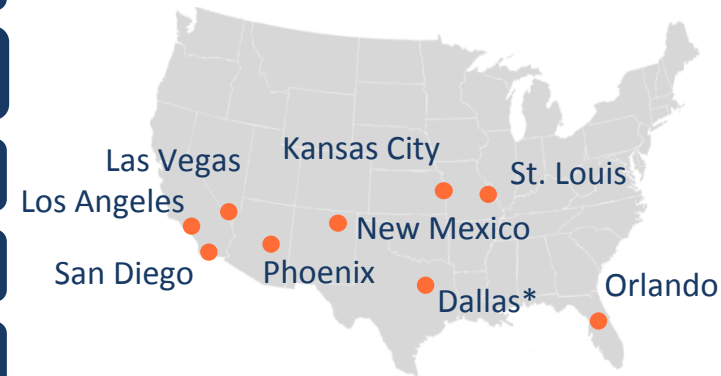 Kansas City
Las Vegas
St. Louis
Los Angeles
New Mexico
San Diego
Phoenix
Orlando
Dallas*